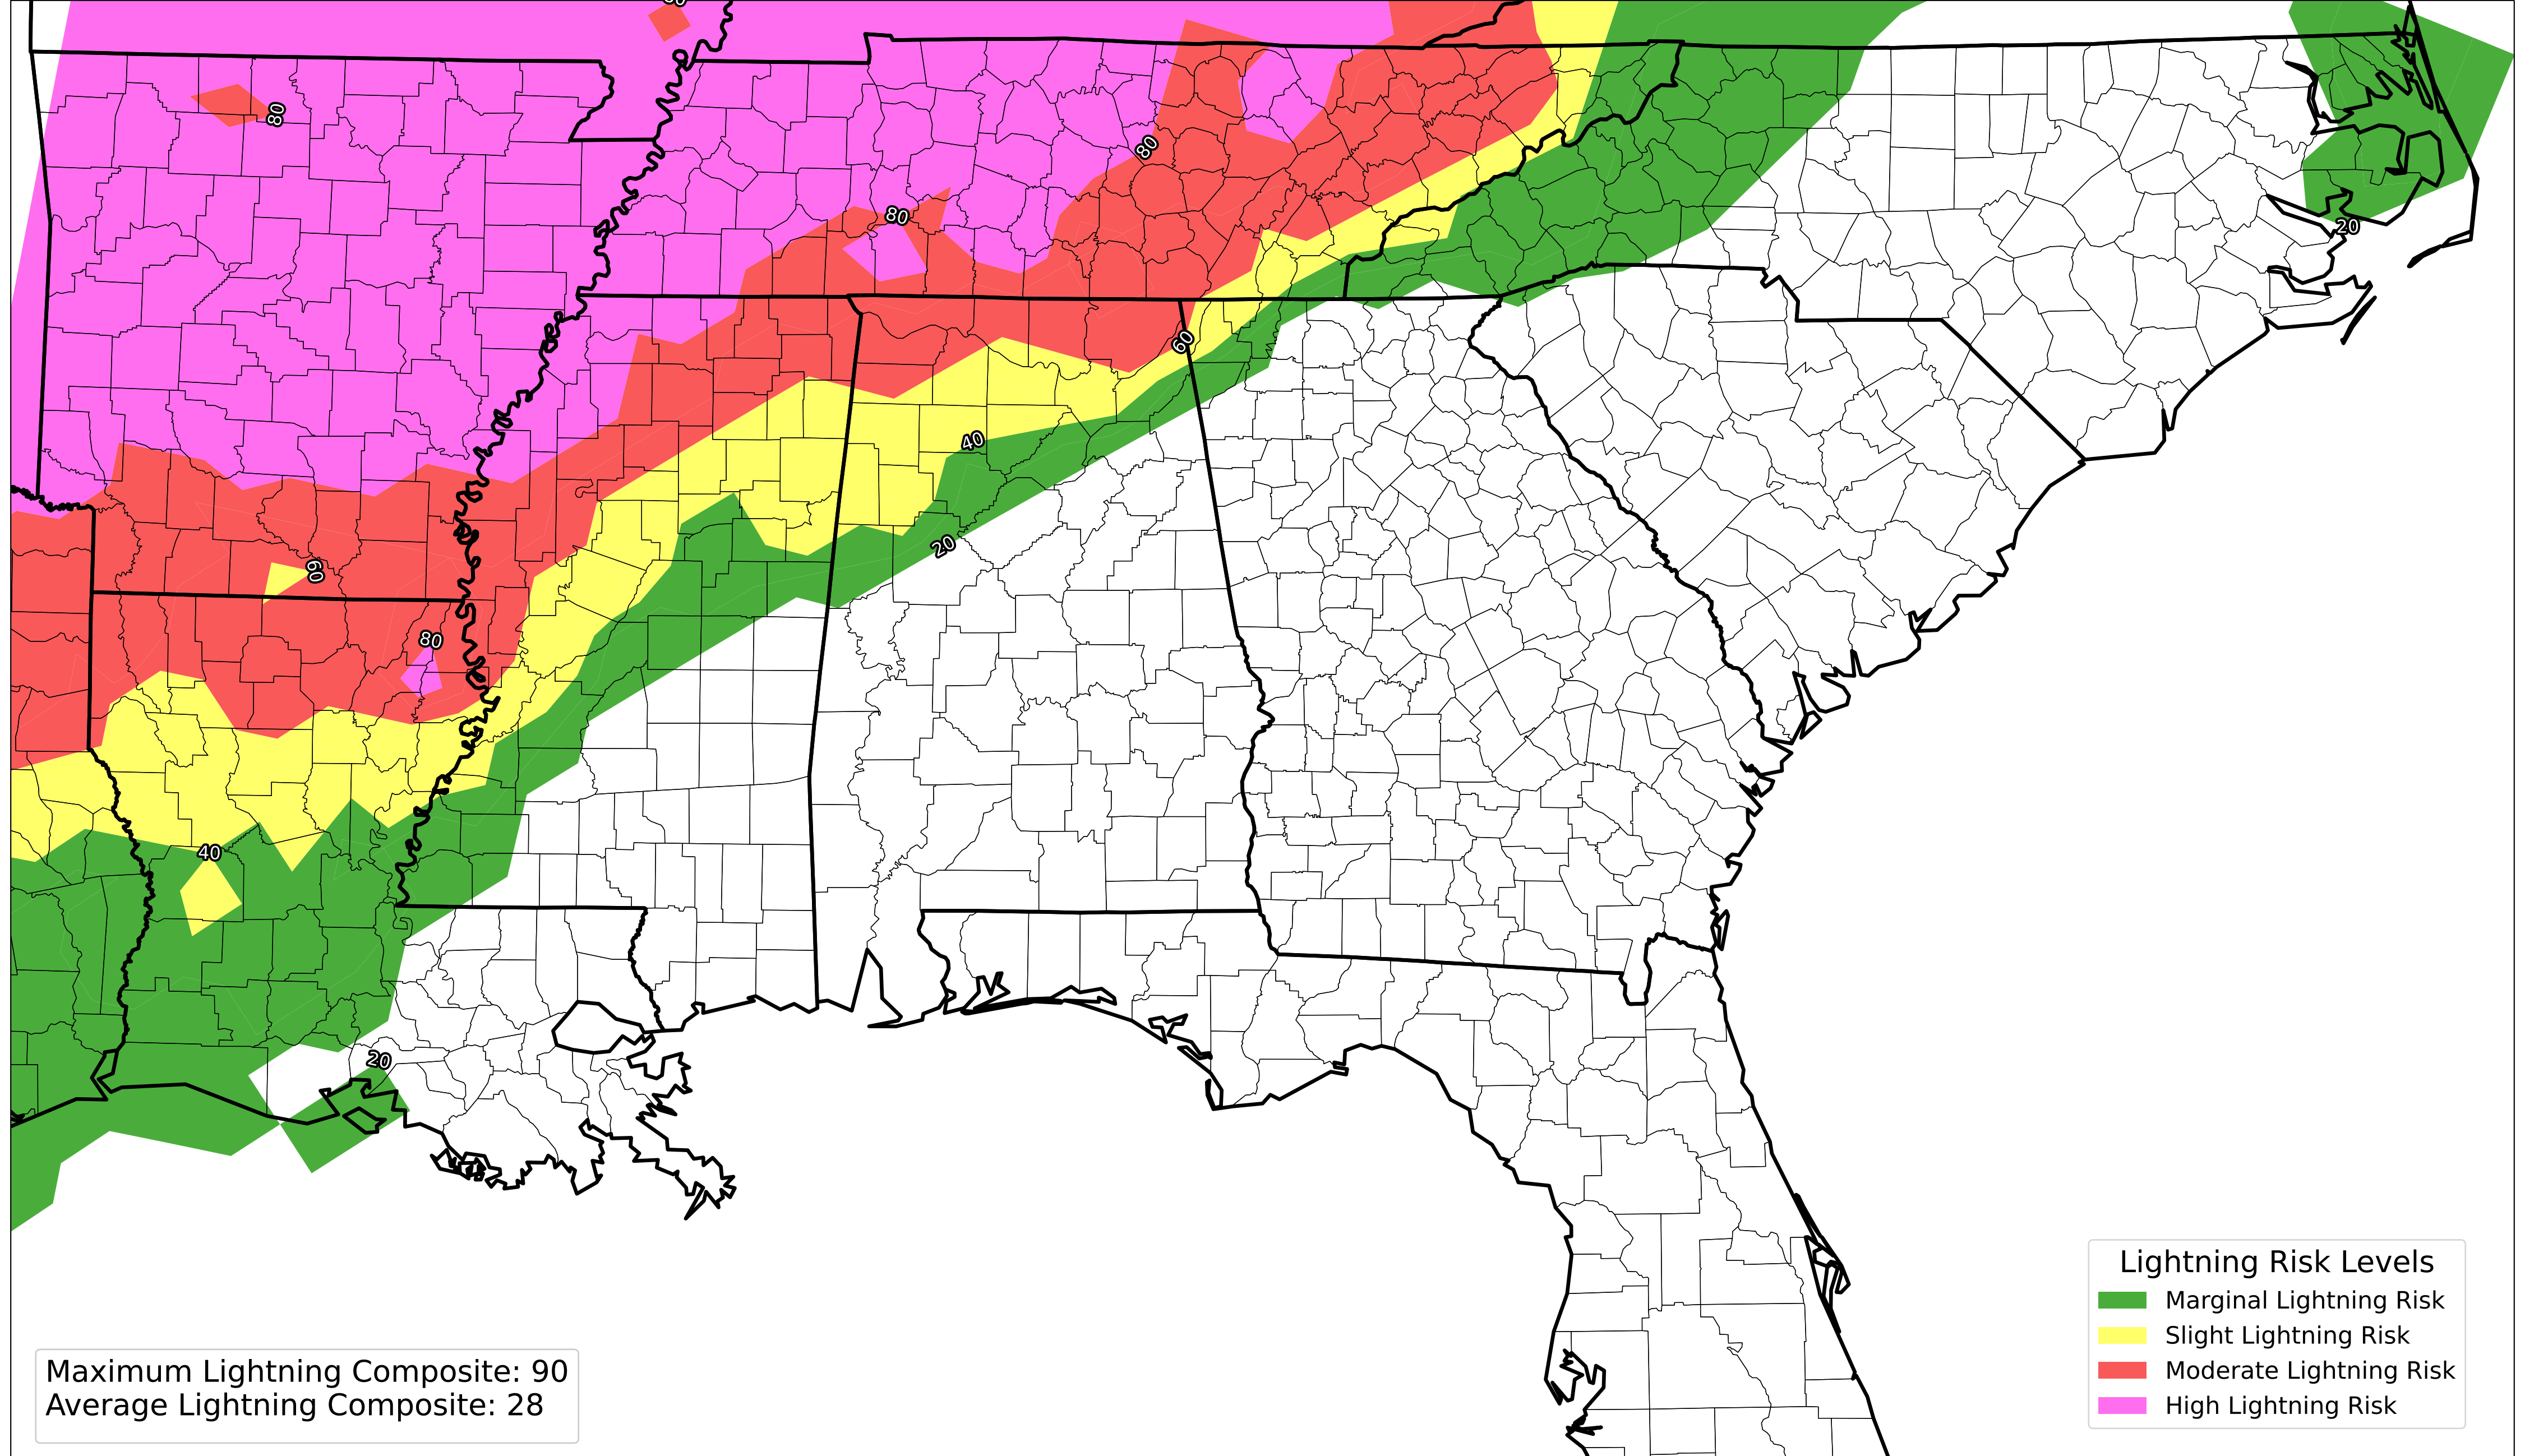 80
80
80
20
60
40
20
60
80
40
20
Lightning Risk Levels
Marginal Lightning Risk
Slight Lightning Risk
Moderate Lightning Risk
High Lightning Risk
Maximum Lightning Composite: 90
Average Lightning Composite: 28